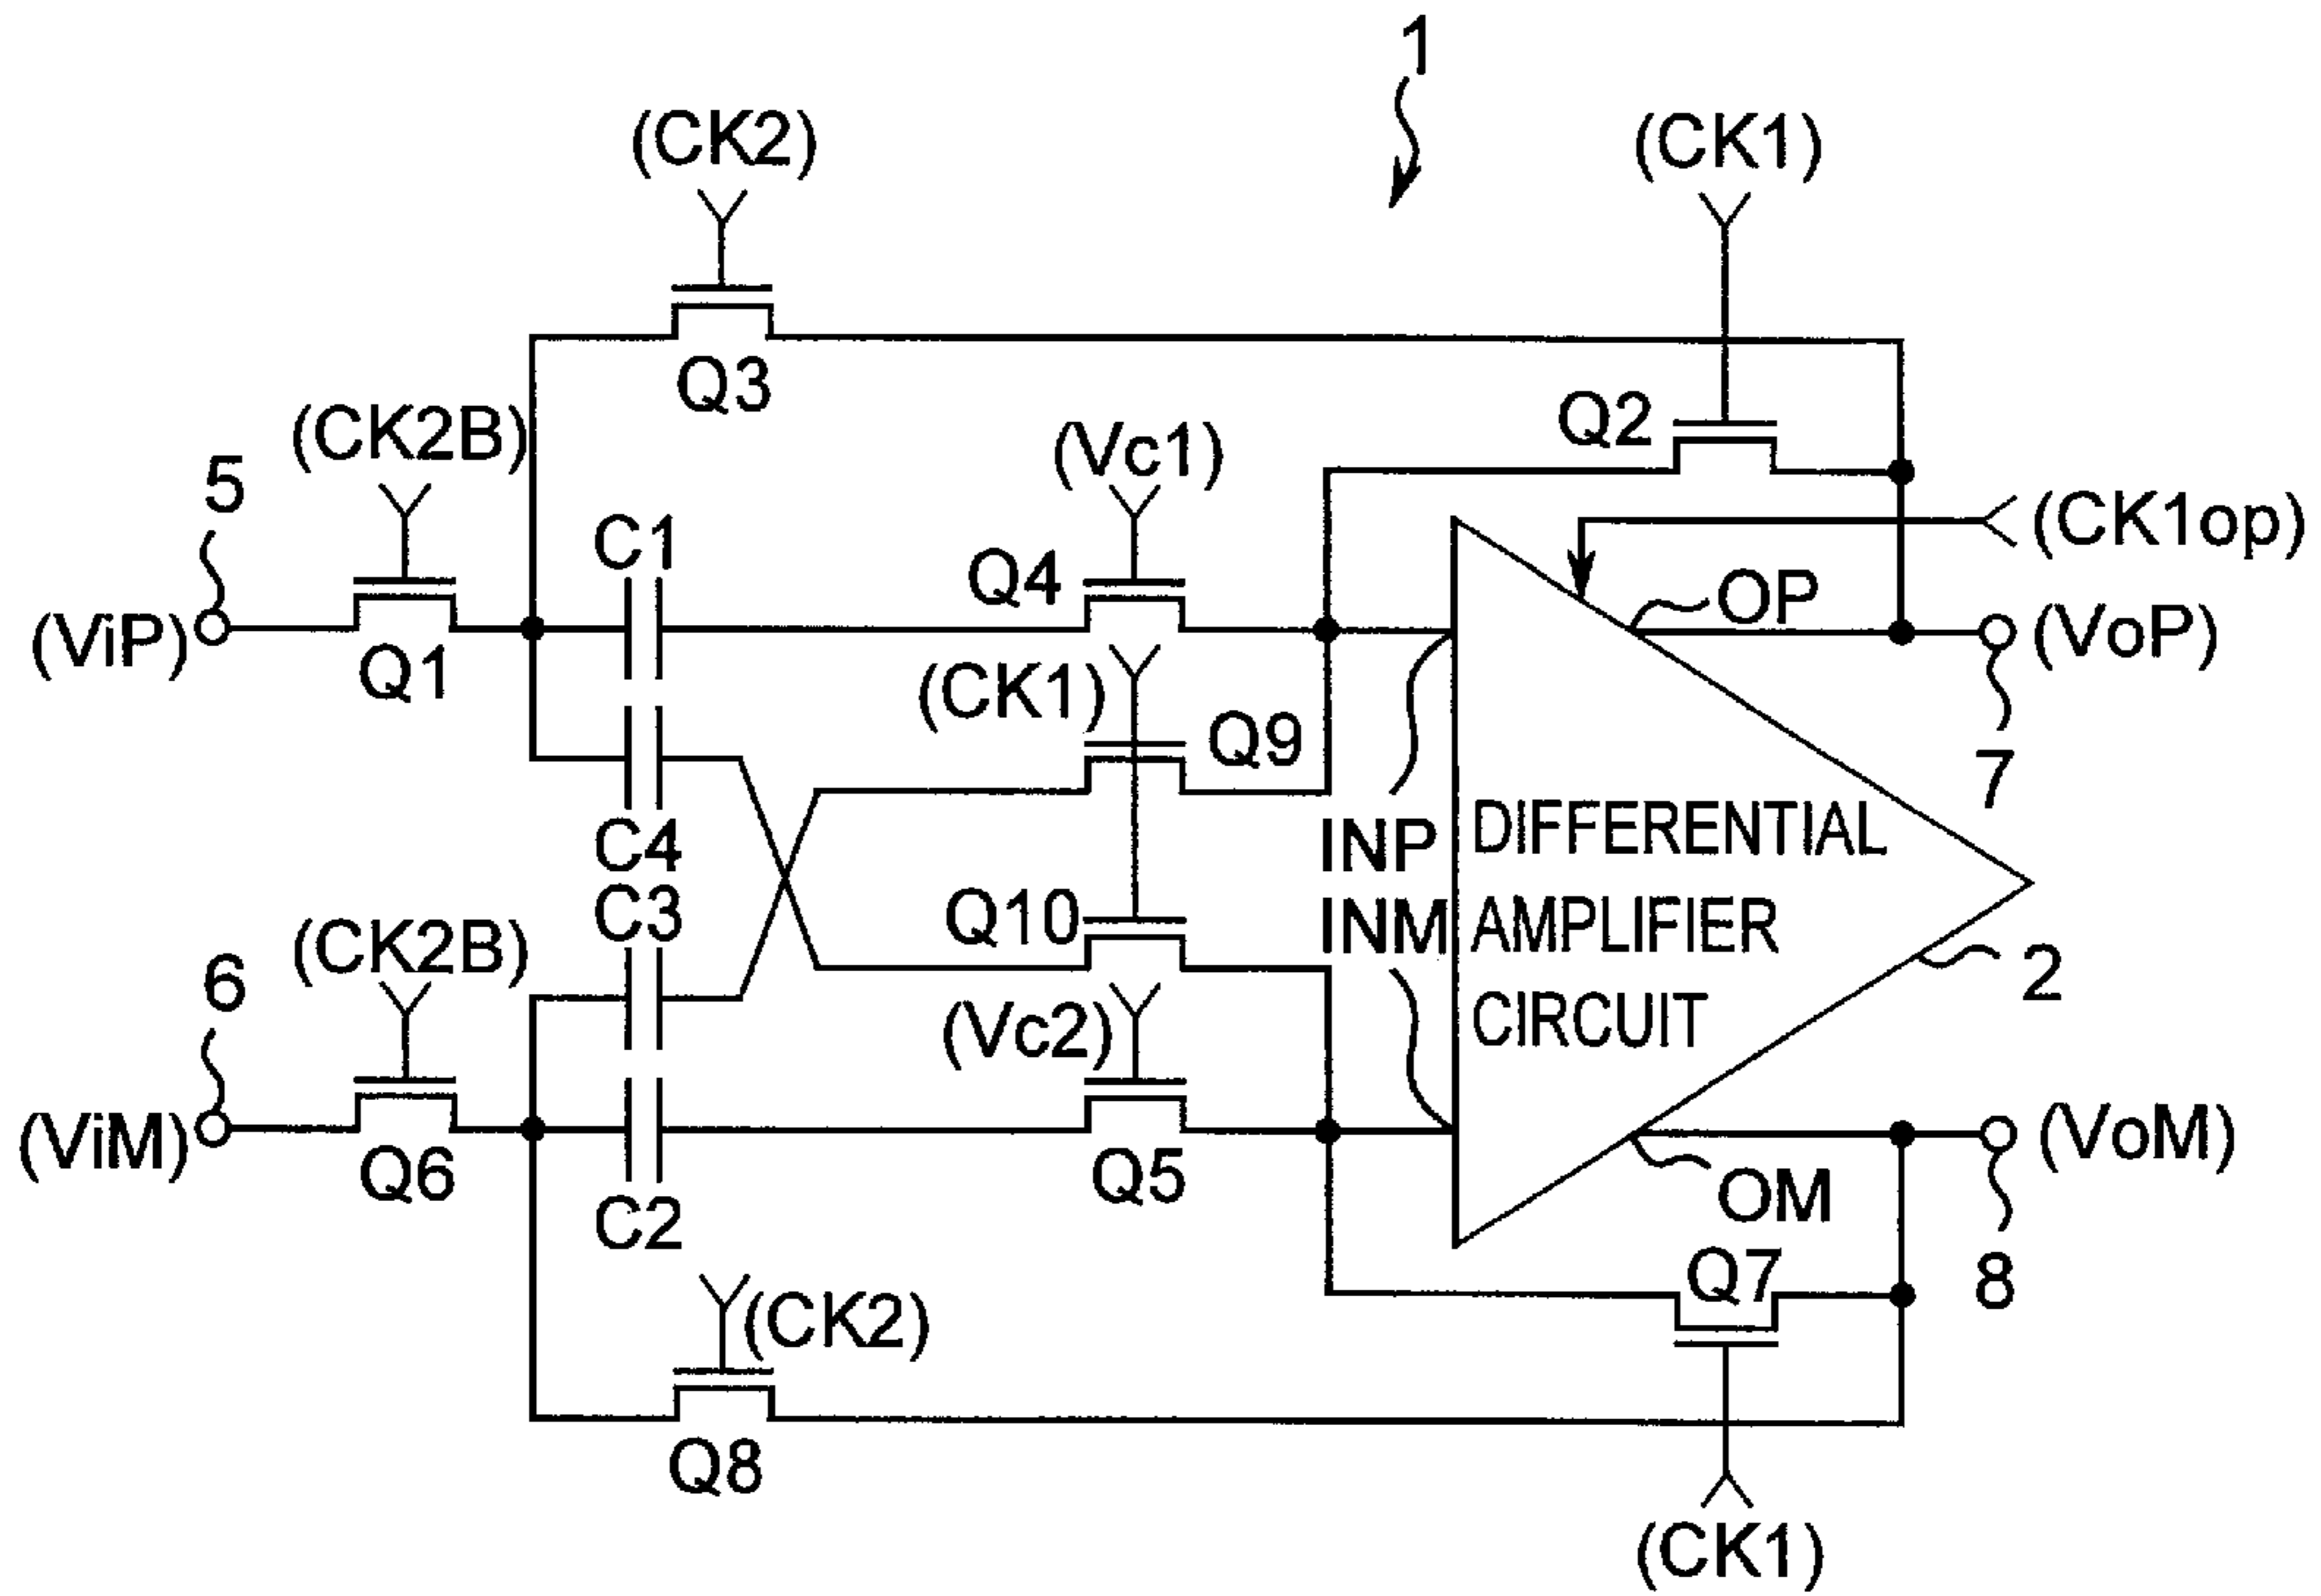 1
(CK2)
(CK1)
Q3
Q2
(CK2B)
(Vc1)
5
C1
Q4
(CK1op)
OP
(ViP)
Q1
(VoP)
(CK1)
Q9
7
C4
INP
DIFFERENTIAL
C3
Q10
INM
AMPLIFIER
(CK2B)
6
2
(Vc2)
CIRCUIT
(ViM)
Q6
Q5
(VoM)
C2
OM
Q7
8
(CK2)
Q8
(CK1)